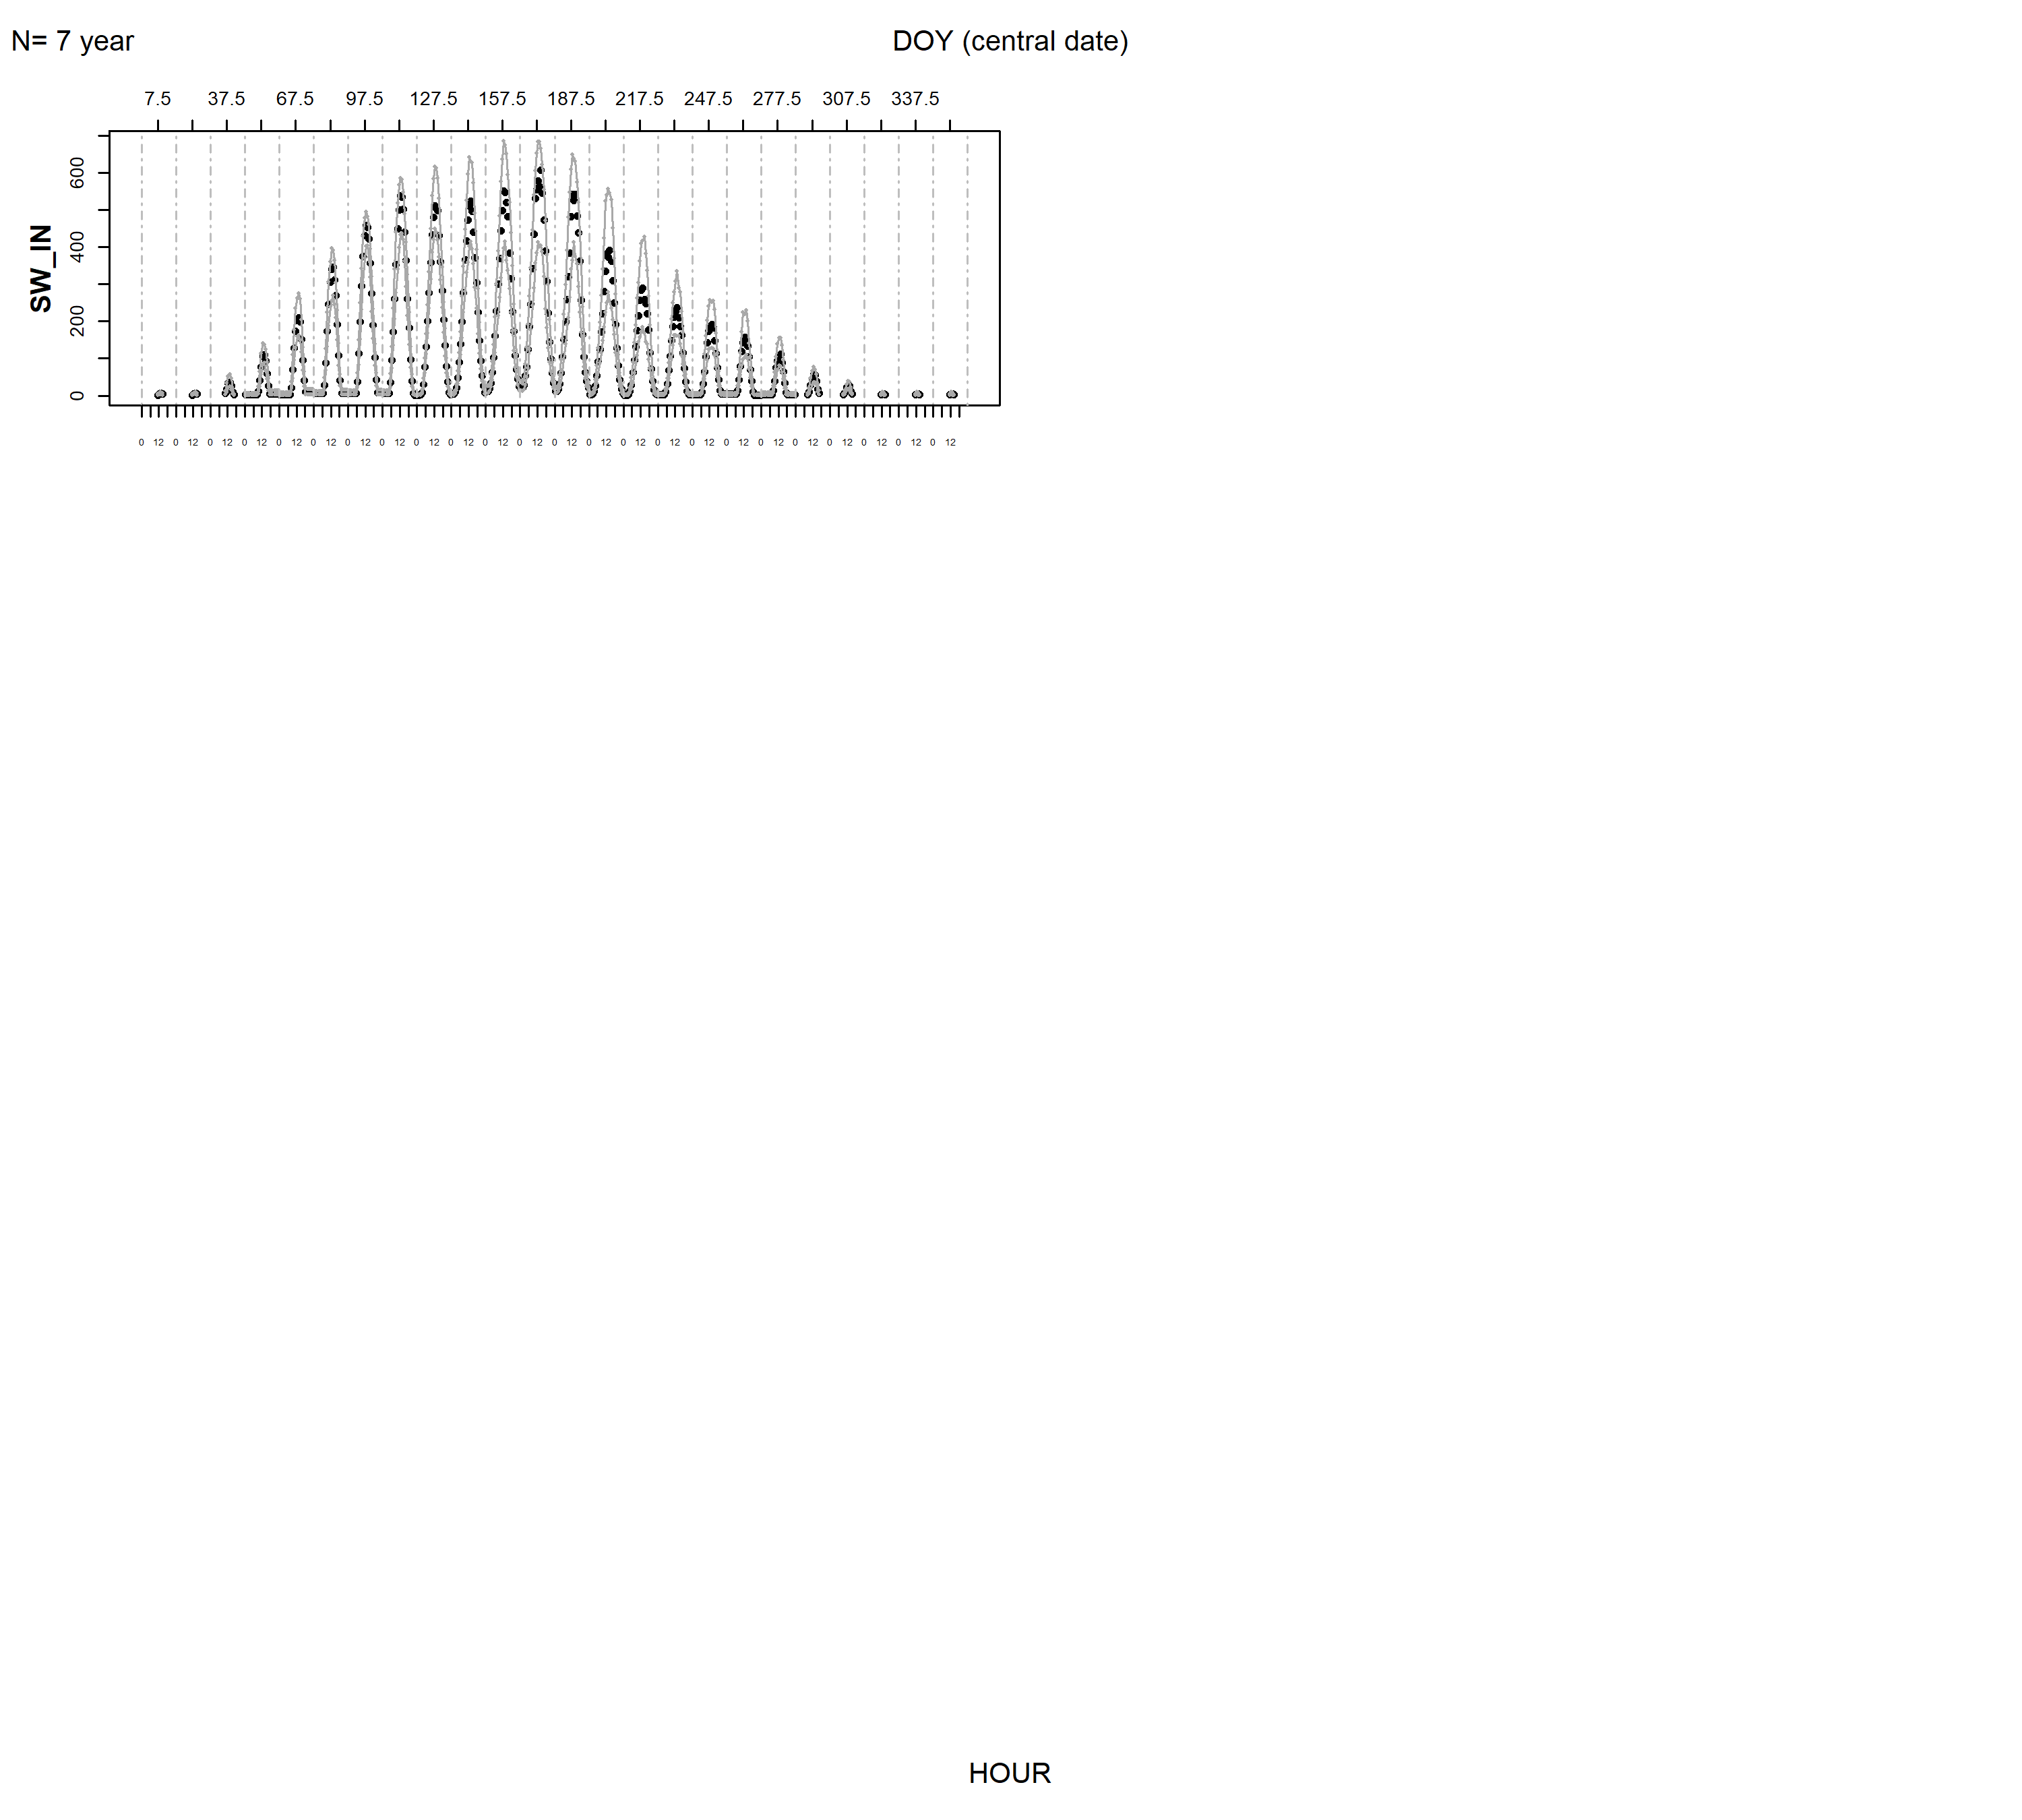 N= 7 year
DOY (central date)
7.5 37.5 67.5 97.5 127.5 157.5 187.5 217.5 247.5 277.5 307.5 337.5
SW_IN
600
400
200
0
0 12 0 12 0 12 0 12 0 12 0 12 0 12 0 12 0 12 0 12 0 12 0 12 0 12 0 12 0 12 0 12 0 12 0 12 0 12 0 12 0 12 0 12 0 12 0 12
HOUR